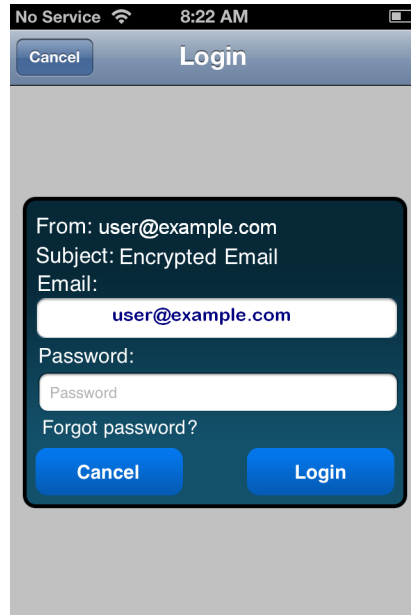 No Service 8:22 AM
Cancel Login
From: user@example.com
Subject: Encrypted Email
Email:
user@example.com
Password:
Password
Forgot password?
Cancel Login